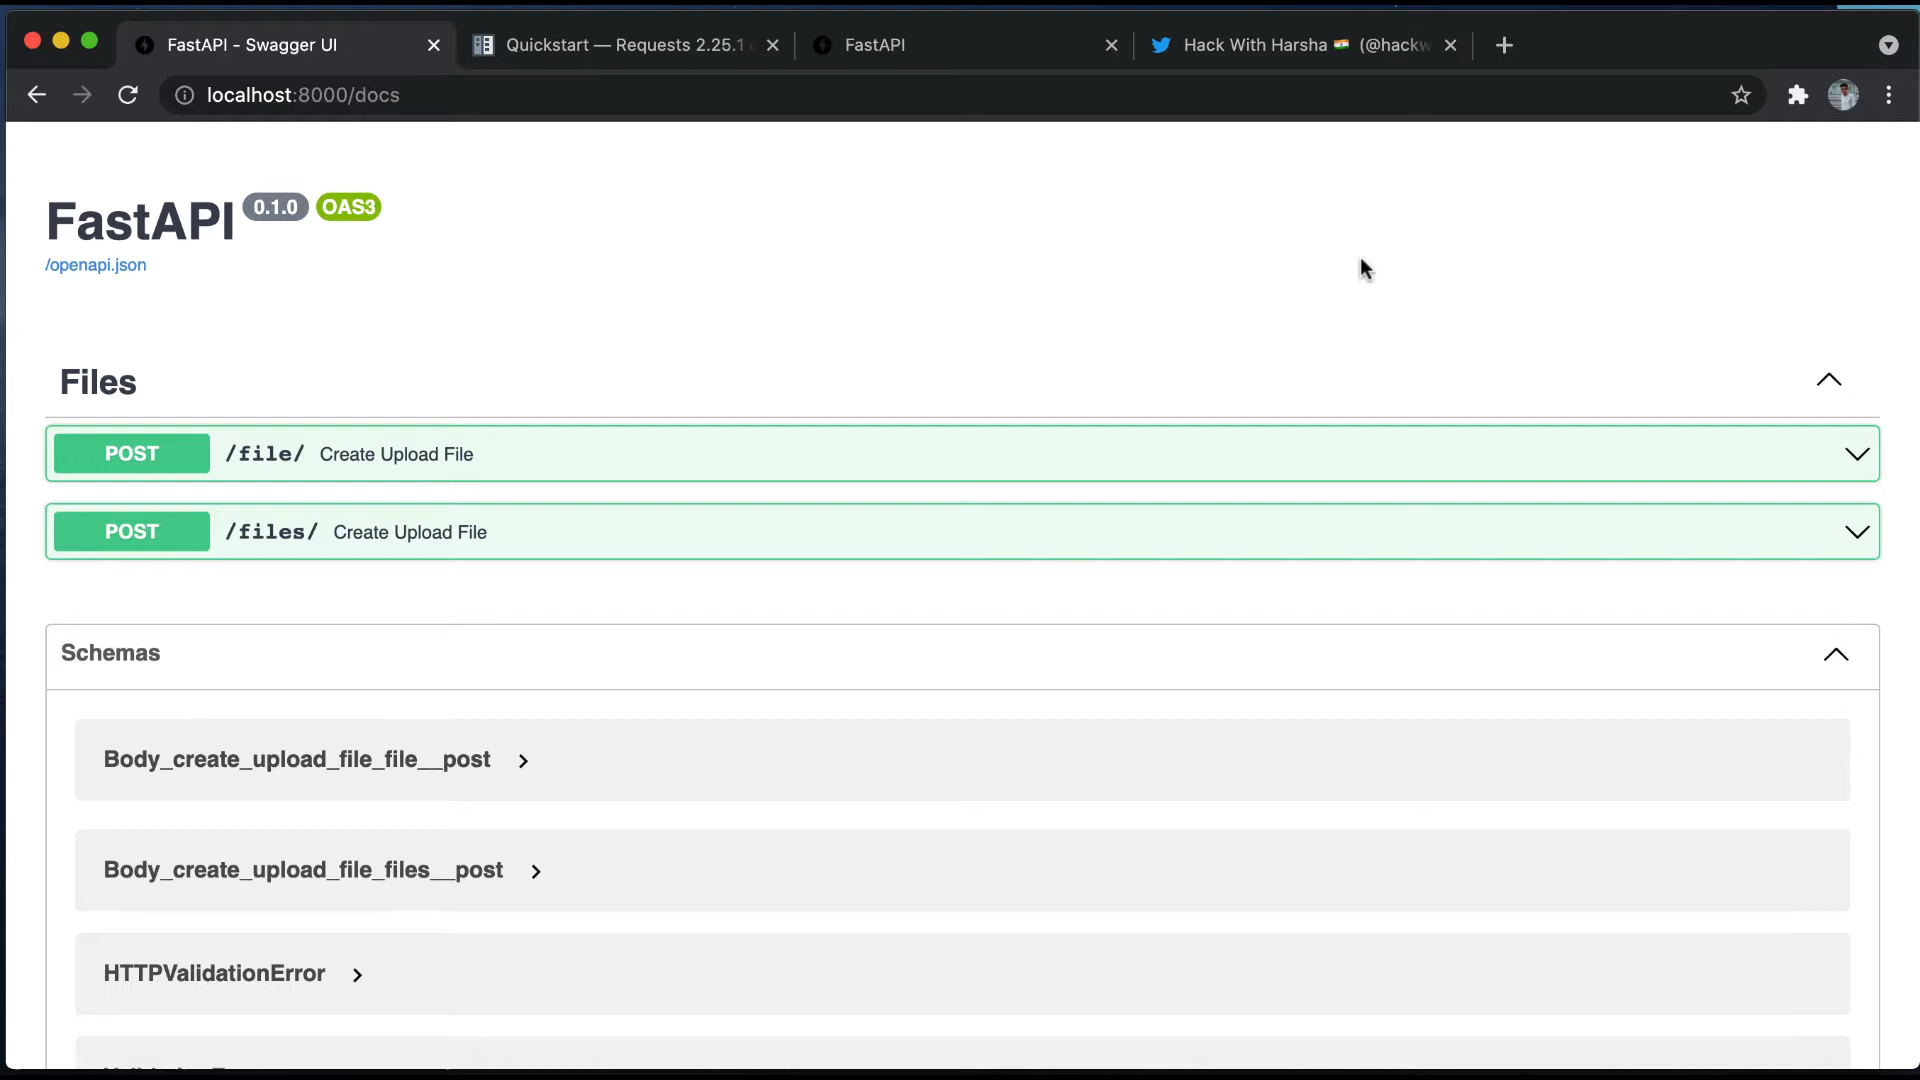 FastAPI - Swagger UI
Quickstart — Requests 2.25.1
FastAPI
Hack With Harsha 🇮🇳 (@hackw
localhost:8000/docs
FastAPI 0.1.0 OAS3
/openapi.json
Files
POST /file/ Create Upload File
POST /files/ Create Upload File
Schemas
Body_create_upload_file_file__post
Body_create_upload_file_files__post
HTTPValidationError